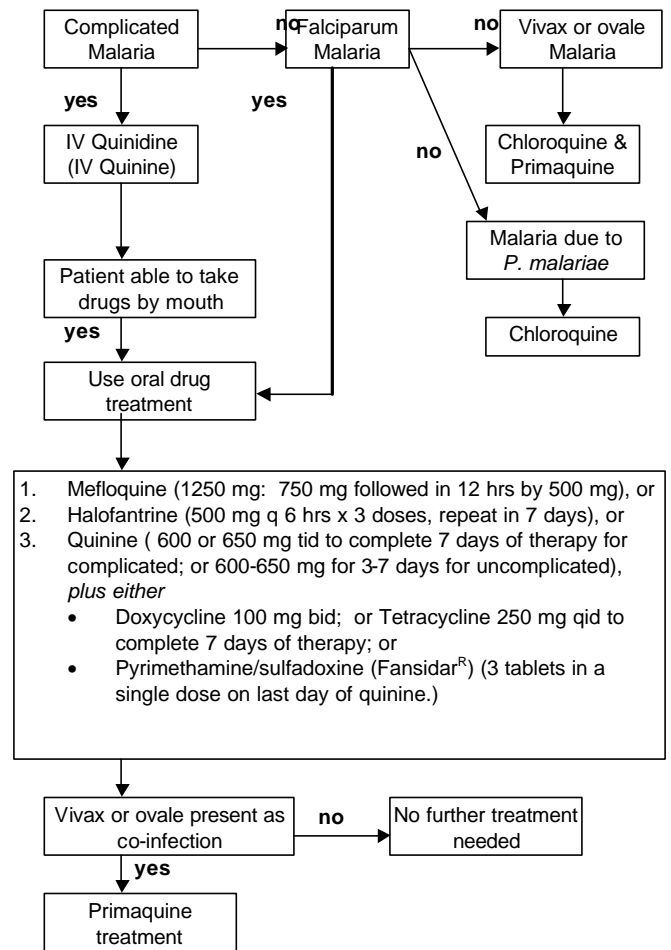 Complicated
Malaria
no
Falciparum
Malaria
no
Vivax or ovale
Malaria
yes
yes
IV Quinidine
(IV Quinine)
no
Chloroquine &
Primaquine
Malaria due to
P. malariae
Patient able to take
drugs by mouth
yes
Chloroquine
Use oral drug
treatment
1. Mefloquine (1250 mg: 750 mg followed in 12 hrs by 500 mg), or
2. Halofantrine (500 mg q 6 hrs x 3 doses, repeat in 7 days), or
3. Quinine ( 600 or 650 mg tid to complete 7 days of therapy for
complicated; or 600-650 mg for 3-7 days for uncomplicated),
plus either
• Doxycycline 100 mg bid; or Tetracycline 250 mg qid to
complete 7 days of therapy; or
• Pyrimethamine/sulfadoxine (Fansidar^R) (3 tablets in a
single dose on last day of quinine.)
Vivax or ovale present as
co-infection
no
No further treatment
needed
yes
Primaquine
treatment